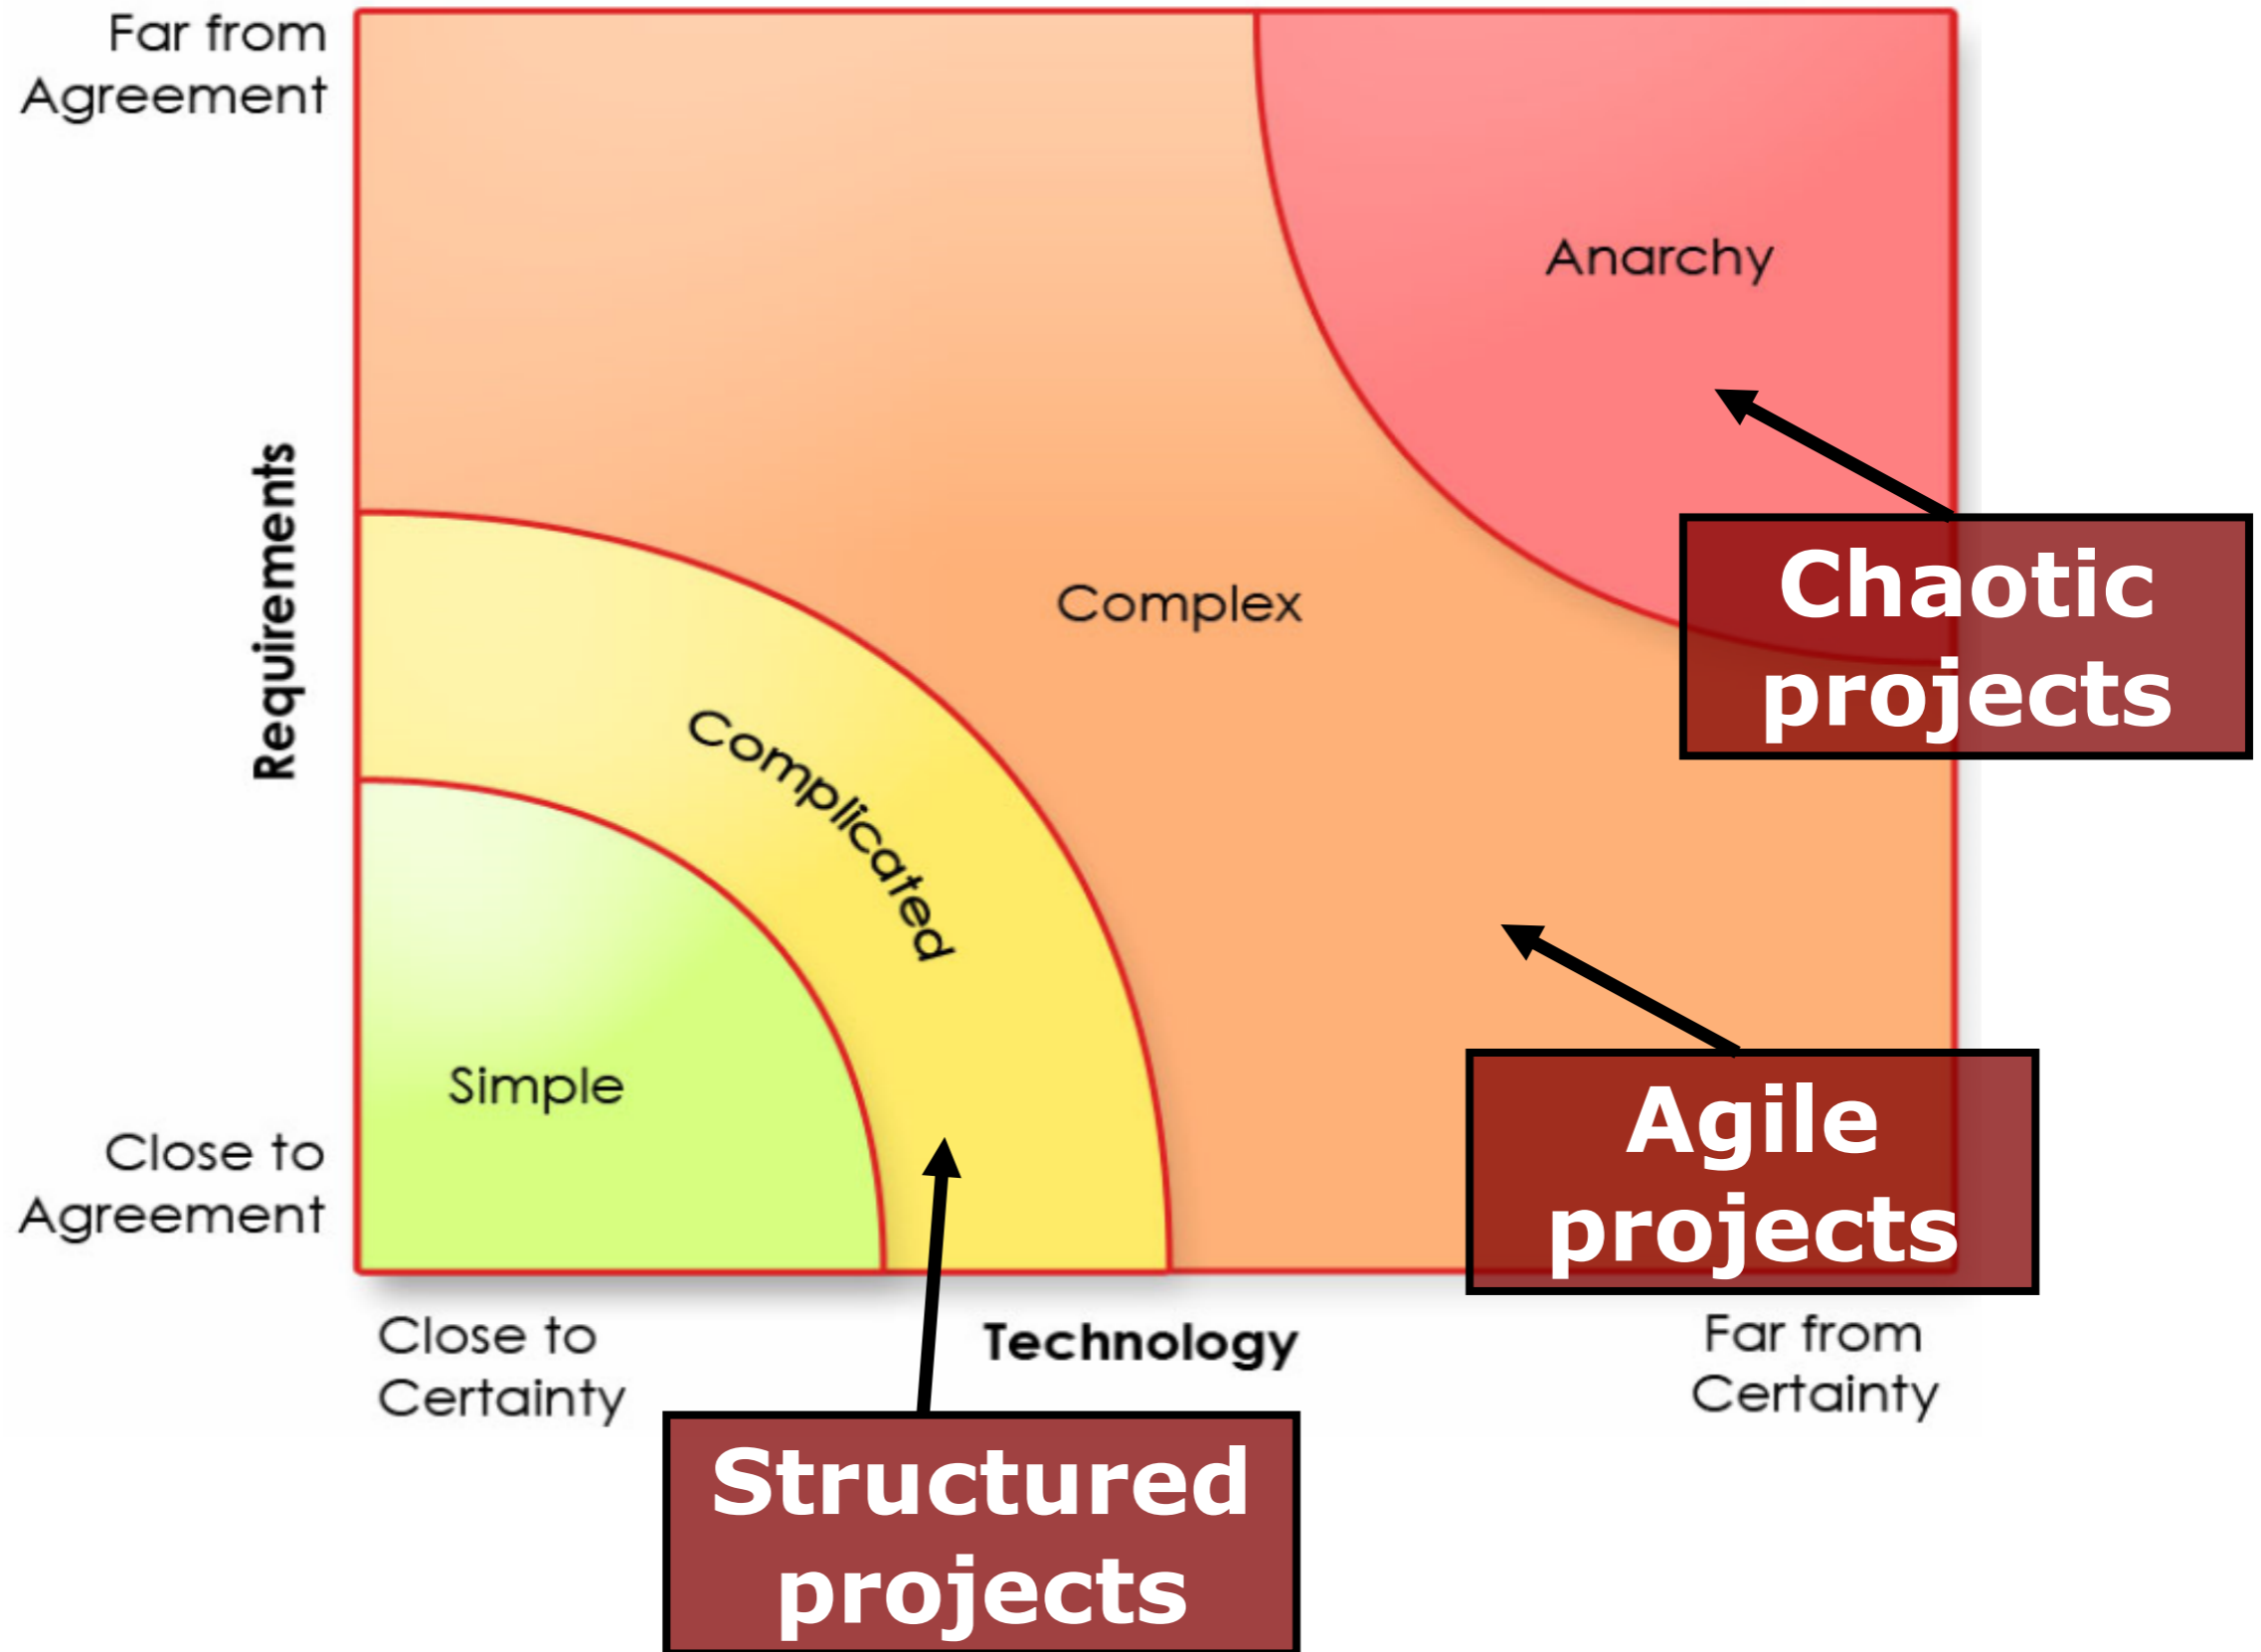 Far from
Agreement
Anarchy
Requirements
Complex
Chaotic
projects
Complicated
Simple
Agile
projects
Close to
Agreement
Close to
Certainty
Technology
Far from
Certainty
Structured
projects